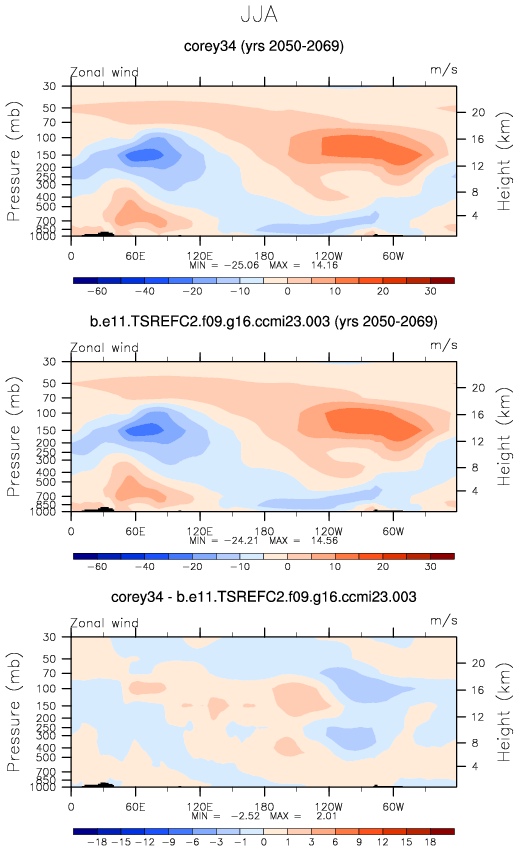 JJA
corey34 (yrs 2050-2069)
Zonal wind m/s
Pressure (mb)
30
50
70
100
150
200
250
300
400
500
700
850
1000
Height (km)
20
16
12
8
4
0 60E 120E 180 120W 60W
MIN = -25.06 MAX = 14.16
-60 -40 -20 -10 0 10 20 30
b.e11.TSREFC2.f09.g16.ccmi23.003 (yrs 2050-2069)
Zonal wind m/s
Pressure (mb)
30
50
70
100
150
200
250
300
400
500
700
850
1000
Height (km)
20
16
12
8
4
0 60E 120E 180 120W 60W
MIN = -24.21 MAX = 14.56
-60 -40 -20 -10 0 10 20 30
corey34 - b.e11.TSREFC2.f09.g16.ccmi23.003
Zonal wind m/s
Pressure (mb)
30
50
70
100
150
200
250
300
400
500
700
850
1000
Height (km)
20
16
12
8
4
0 60E 120E 180 120W 60W
MIN = -2.52 MAX = 2.01
-18 -15 -12 -9 -6 -3 -1 0 1 3 6 9 12 15 18